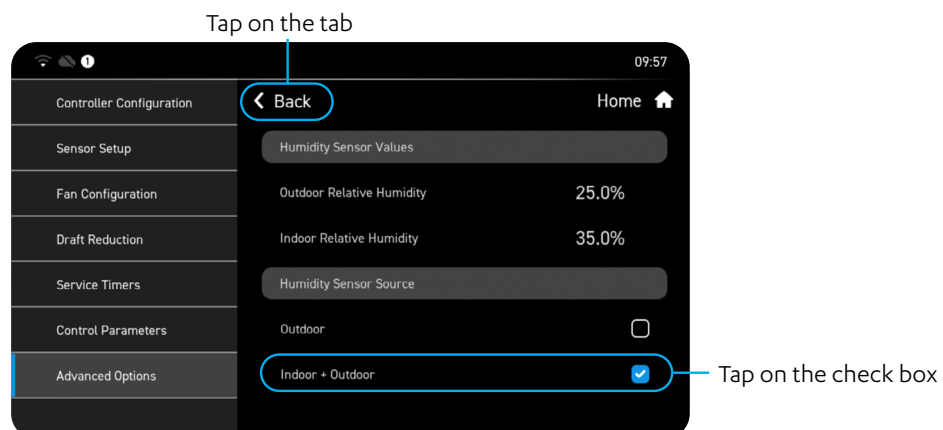 Tap on the tab
1
09:57
Controller Configuration
Back
Home
Sensor Setup
Humidity Sensor Values
Fan Configuration
Outdoor Relative Humidity 25.0%
Draft Reduction
Indoor Relative Humidity 35.0%
Service Timers
Humidity Sensor Source
Control Parameters
Outdoor
Advanced Options
Indoor + Outdoor
Tap on the check box